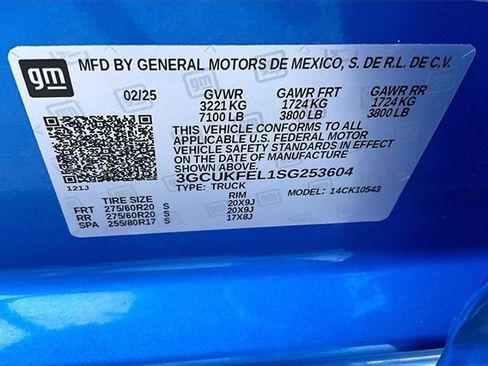 gm
MFD BY GENERAL MOTORS DE MEXICO, S. DE R.L. DE C.V.
02/25 GVWR GAWR FRT GAWR RR
3221 KG 1724 KG 1724 KG
7100 LB 3800 LB 3800 LB
THIS VEHICLE CONFORMS TO ALL
APPLICABLE U.S. FEDERAL MOTOR
VEHICLE SAFETY STANDARDS IN EFFECT
ON THE DATE OF MANUFACTURE
SHOWN ABOVE.
3GCUKFEL1SG253604
121J TYPE: TRUCK 14CK10543
TIRE SIZE RIM
FRT 275/60R20 S 20X9J
RR 275/60R20 S 20X9J
SPA 255/80R17 S 17X8J